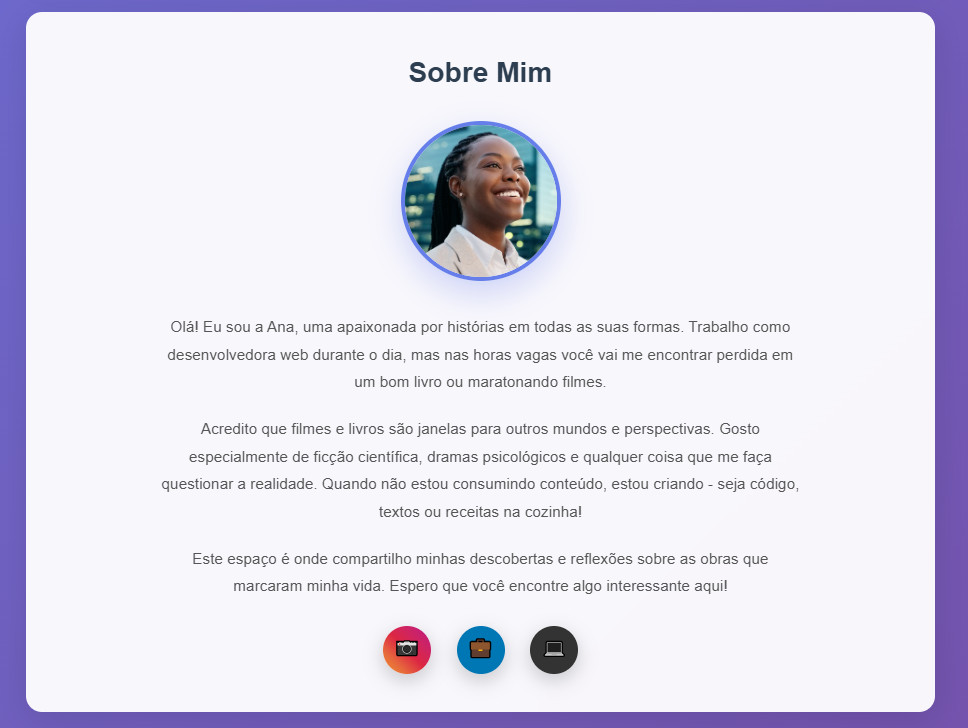 Sobre Mim
Olá! Eu sou a Ana, uma apaixonada por histórias em todas as suas formas. Trabalho como
desenvolvedora web durante o dia, mas nas horas vagas você vai me encontrar perdida em
um bom livro ou maratonando filmes.
Acredito que filmes e livros são janelas para outros mundos e perspectivas. Gosto
especialmente de ficção científica, dramas psicológicos e qualquer coisa que me faça
questionar a realidade. Quando não estou consumindo conteúdo, estou criando - seja código,
textos ou receitas na cozinha!
Este espaço é onde compartilho minhas descobertas e reflexões sobre as obras que
marcaram minha vida. Espero que você encontre algo interessante aqui!